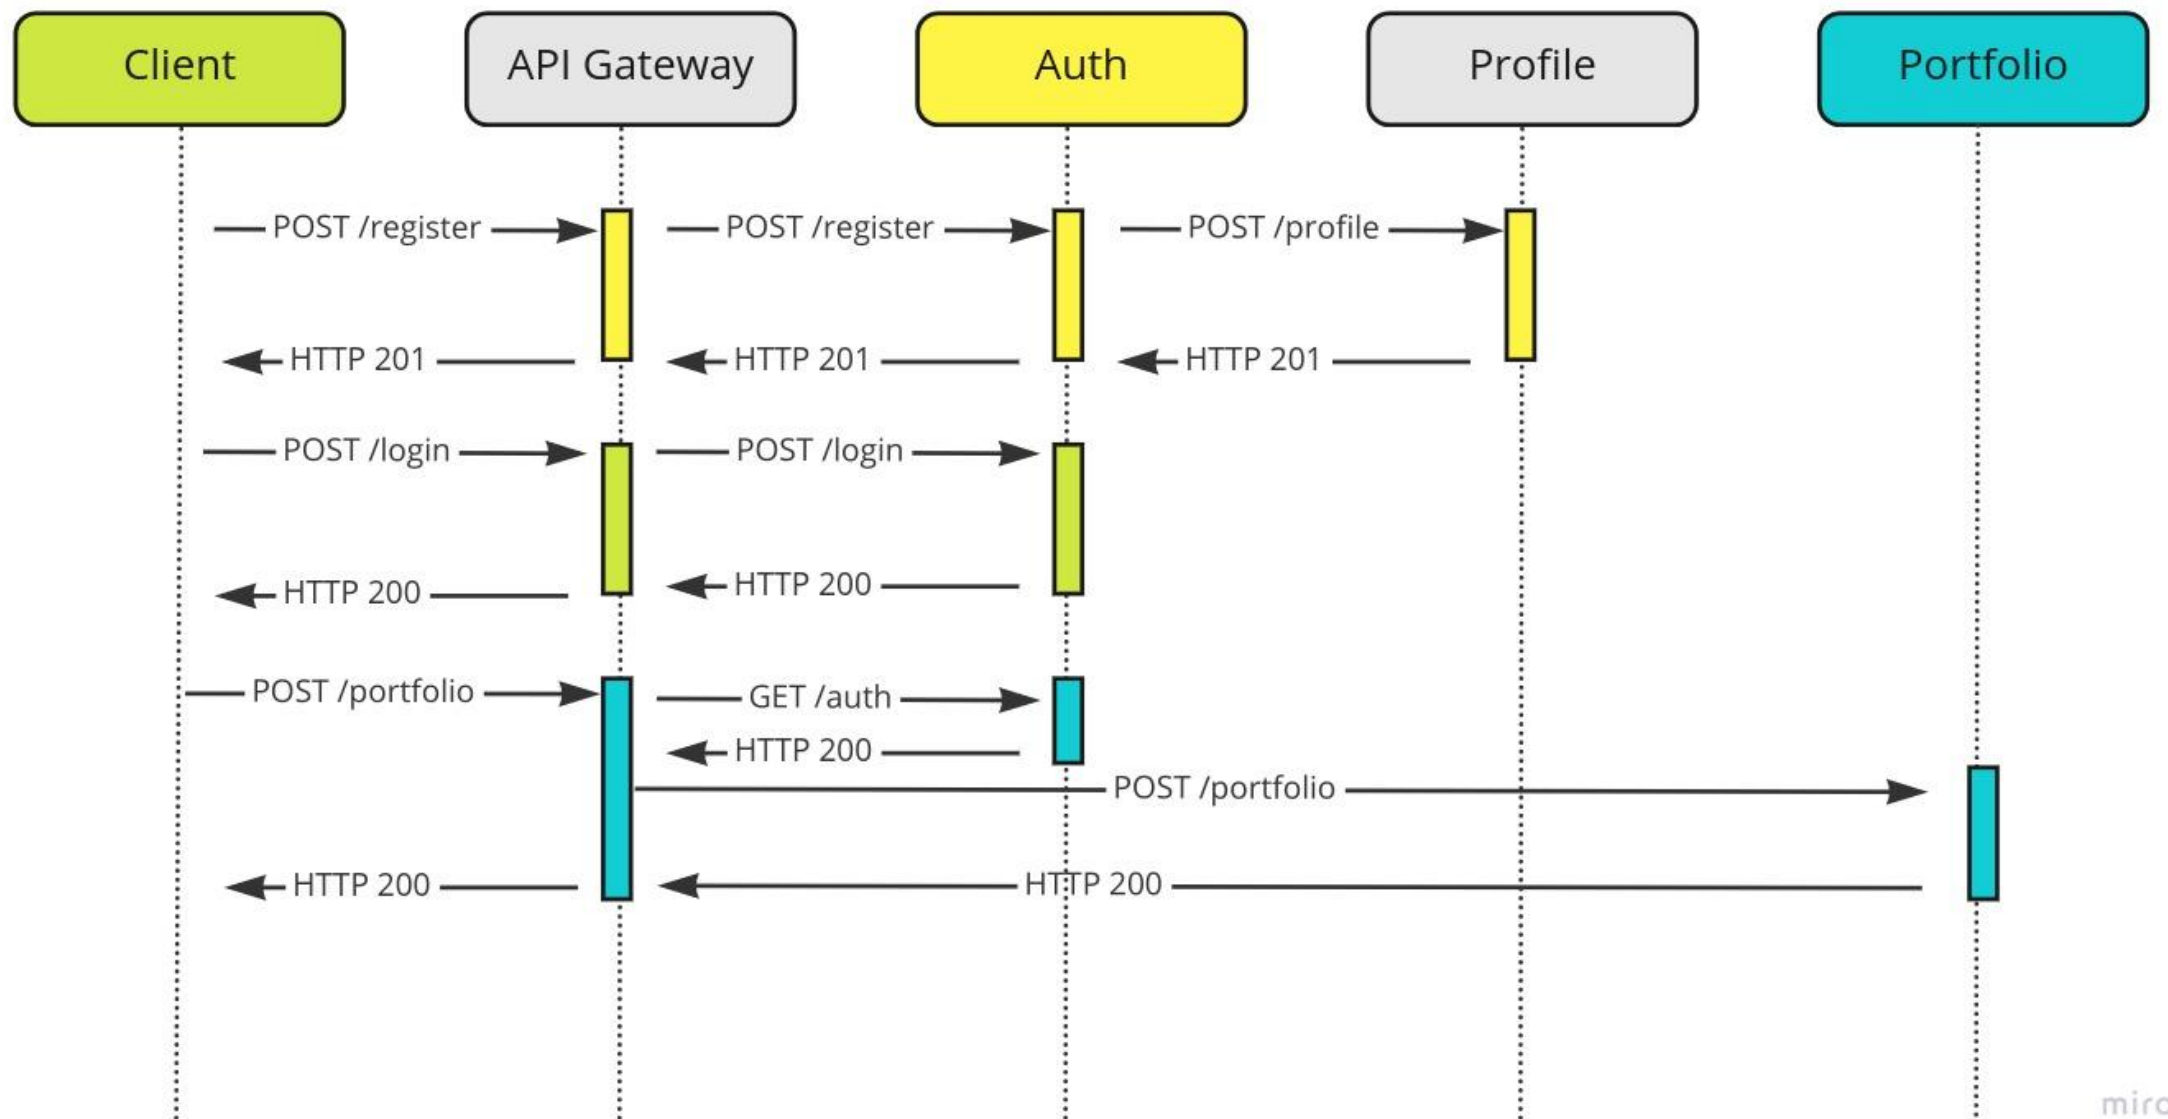 Client
API Gateway
Auth
Profile
Portfolio
POST /register
POST /register
POST /profile
HTTP 201
HTTP 201
HTTP 201
POST /login
POST /login
HTTP 200
HTTP 200
POST /portfolio
GET /auth
HTTP 200
POST /portfolio
HTTP 200
HTTP 200
miro